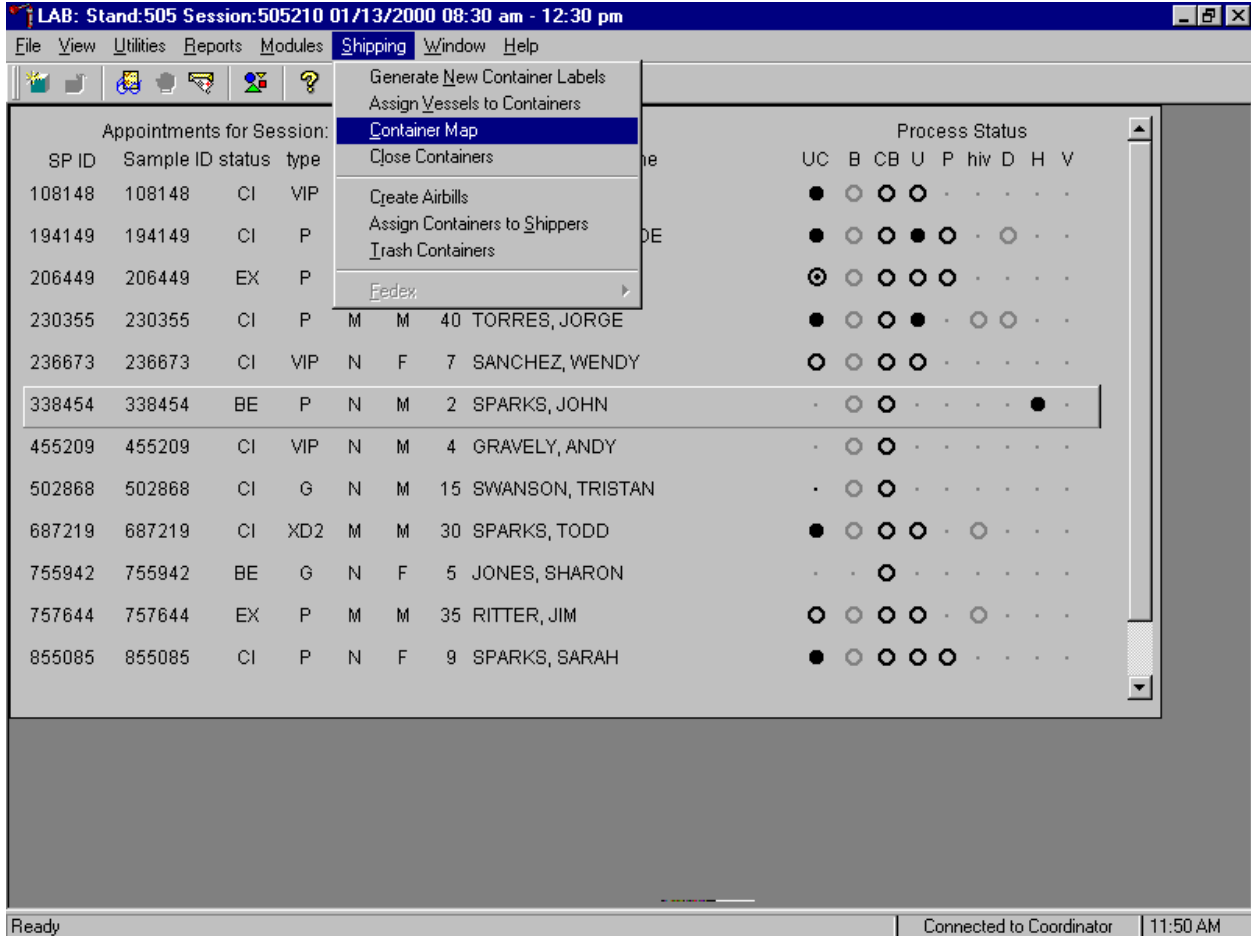 LAB: Stand:505 Session:505210 01/13/2000 08:30 am - 12:30 pm
File View Utilities Reports Modules Shipping Window Help
Generate New Container Labels
Assign Vessels to Containers
Container Map
Close Containers
Create Airbills
Assign Containers to Shippers
Trash Containers
Fedex
Appointments for Session: Process Status
SP ID Sample ID status type UC B CB U P hiv D H V
108148 108148 CI VIP
194149 194149 CI P
206449 206449 EX P
230355 230355 CI P M M 40 TORRES, JORGE
236673 236673 CI VIP N F 7 SANCHEZ, WENDY
338454 338454 BE P N M 2 SPARKS, JOHN
455209 455209 CI VIP N M 4 GRAVELY, ANDY
502868 502868 CI G N M 15 SWANSON, TRISTAN
687219 687219 CI XD2 M M 30 SPARKS, TODD
755942 755942 BE G N F 5 JONES, SHARON
757644 757644 EX P M M 35 RITTER, JIM
855085 855085 CI P N F 9 SPARKS, SARAH
Ready Connected to Coordinator 11:50 AM